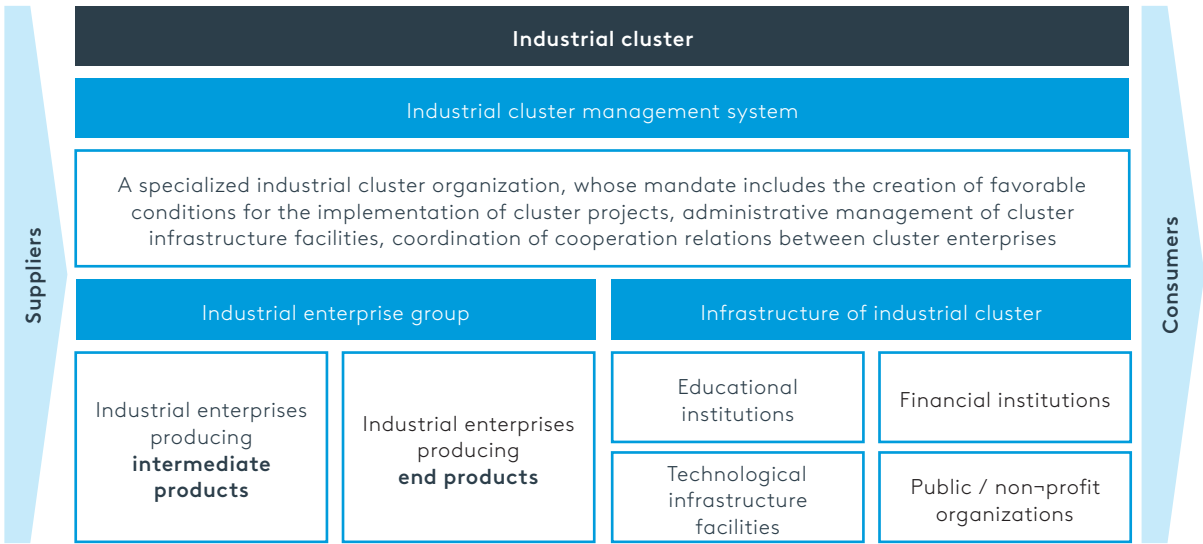 Industrial cluster
Industrial cluster management system
A specialized industrial cluster organization, whose mandate includes the creation of favorable
conditions for the implementation of cluster projects, administrative management of cluster
infrastructure facilities, coordination of cooperation relations between cluster enterprises
Suppliers
Consumers
Industrial enterprise group
Infrastructure of industrial cluster
Industrial enterprises
producing
intermediate
products
Industrial enterprises
producing
end products
Educational
institutions
Financial institutions
Technological
infrastructure
facilities
Public / non¬profit
organizations